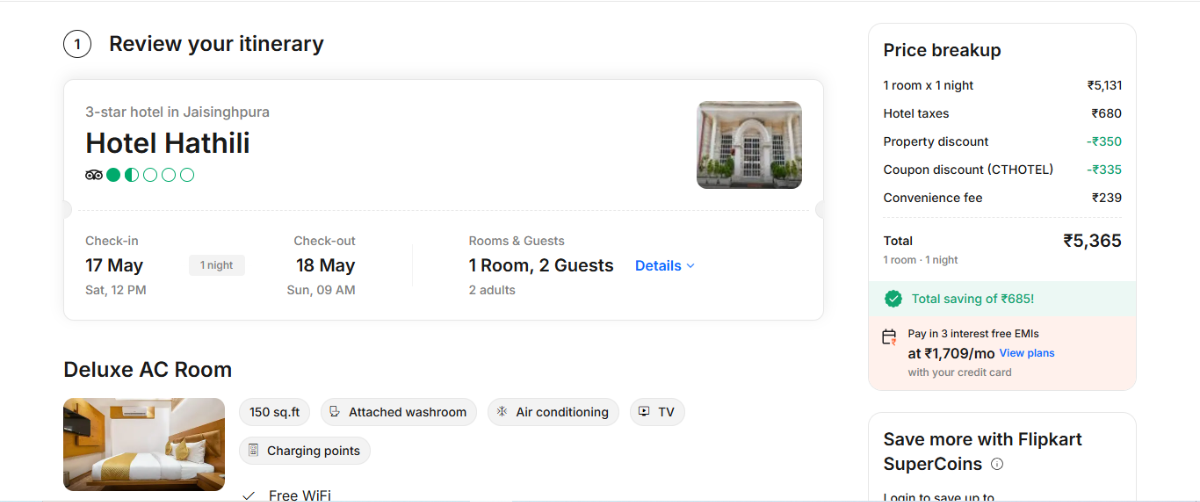 1 Review your itinerary
3-star hotel in Jaisinghpura
Hotel Hathili
Check-in
17 May
Sat, 12 PM
1 night
Check-out
18 May
Sun, 09 AM
Rooms & Guests
1 Room, 2 Guests Details
2 adults
Deluxe AC Room
150 sq.ft Attached washroom Air conditioning TV
Charging points
Free WiFi
Price breakup
1 room x 1 night ₹5,131
Hotel taxes ₹680
Property discount -₹350
Coupon discount (CTHOTEL) -₹335
Convenience fee ₹239
Total ₹5,365
1 room · 1 night
Total saving of ₹685!
Pay in 3 interest free EMIs
at ₹1,709/mo View plans
with your credit card
Save more with Flipkart
SuperCoins
Login to save up to